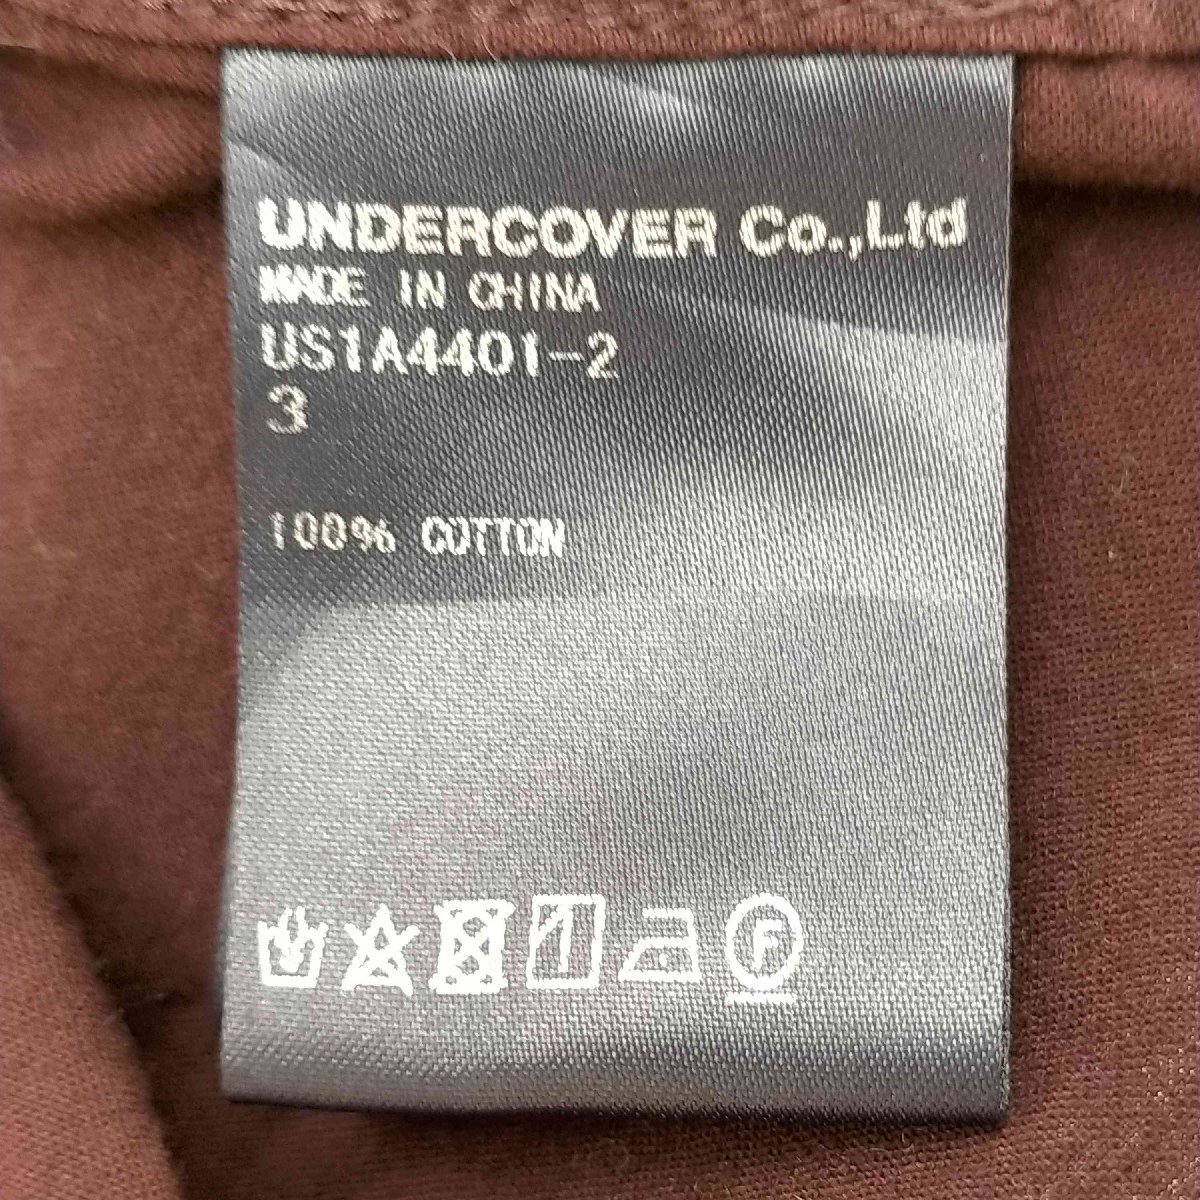 UNDERCOVER Co.,Ltd
MADE IN CHINA
US1A4401-2
3
100% COTTON
F